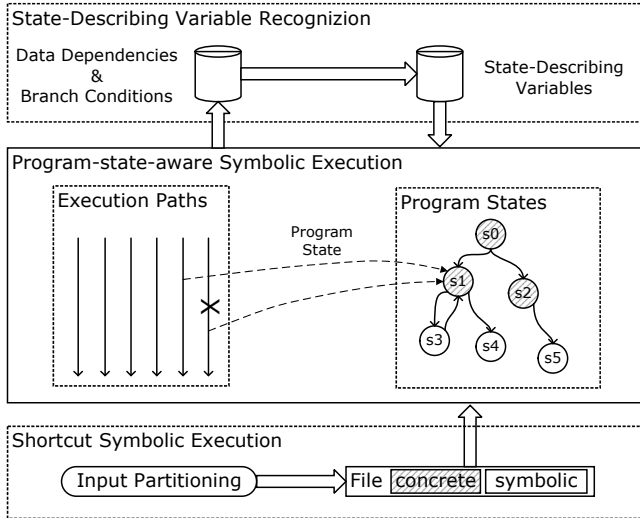 State-Describing Variable Recognizion
Data Dependencies
&
Branch Conditions
State-Describing
Variables
Program-state-aware Symbolic Execution
Execution Paths
Program
State
Program States
s0
s1
s2
s3
s4
s5
Shortcut Symbolic Execution
Input Partitioning
File concrete symbolic